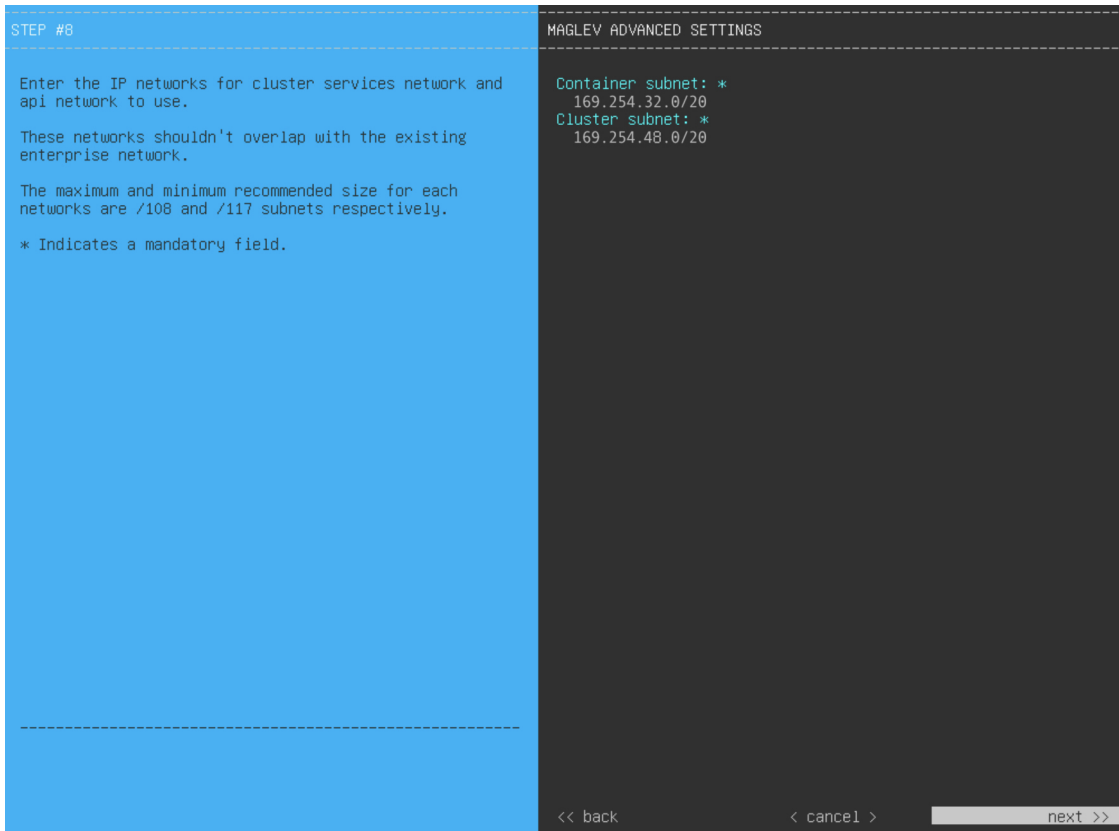 STEP #8
Enter the IP networks for cluster services network and
api network to use.
These networks shouldn't overlap with the existing
enterprise network.
The maximum and minimum recommended size for each
networks are /108 and /117 subnets respectively.
* Indicates a mandatory field.
MAGLEV ADVANCED SETTINGS
Container subnet: *
169.254.32.0/20
Cluster subnet: *
169.254.48.0/20
<< back < cancel > next >>